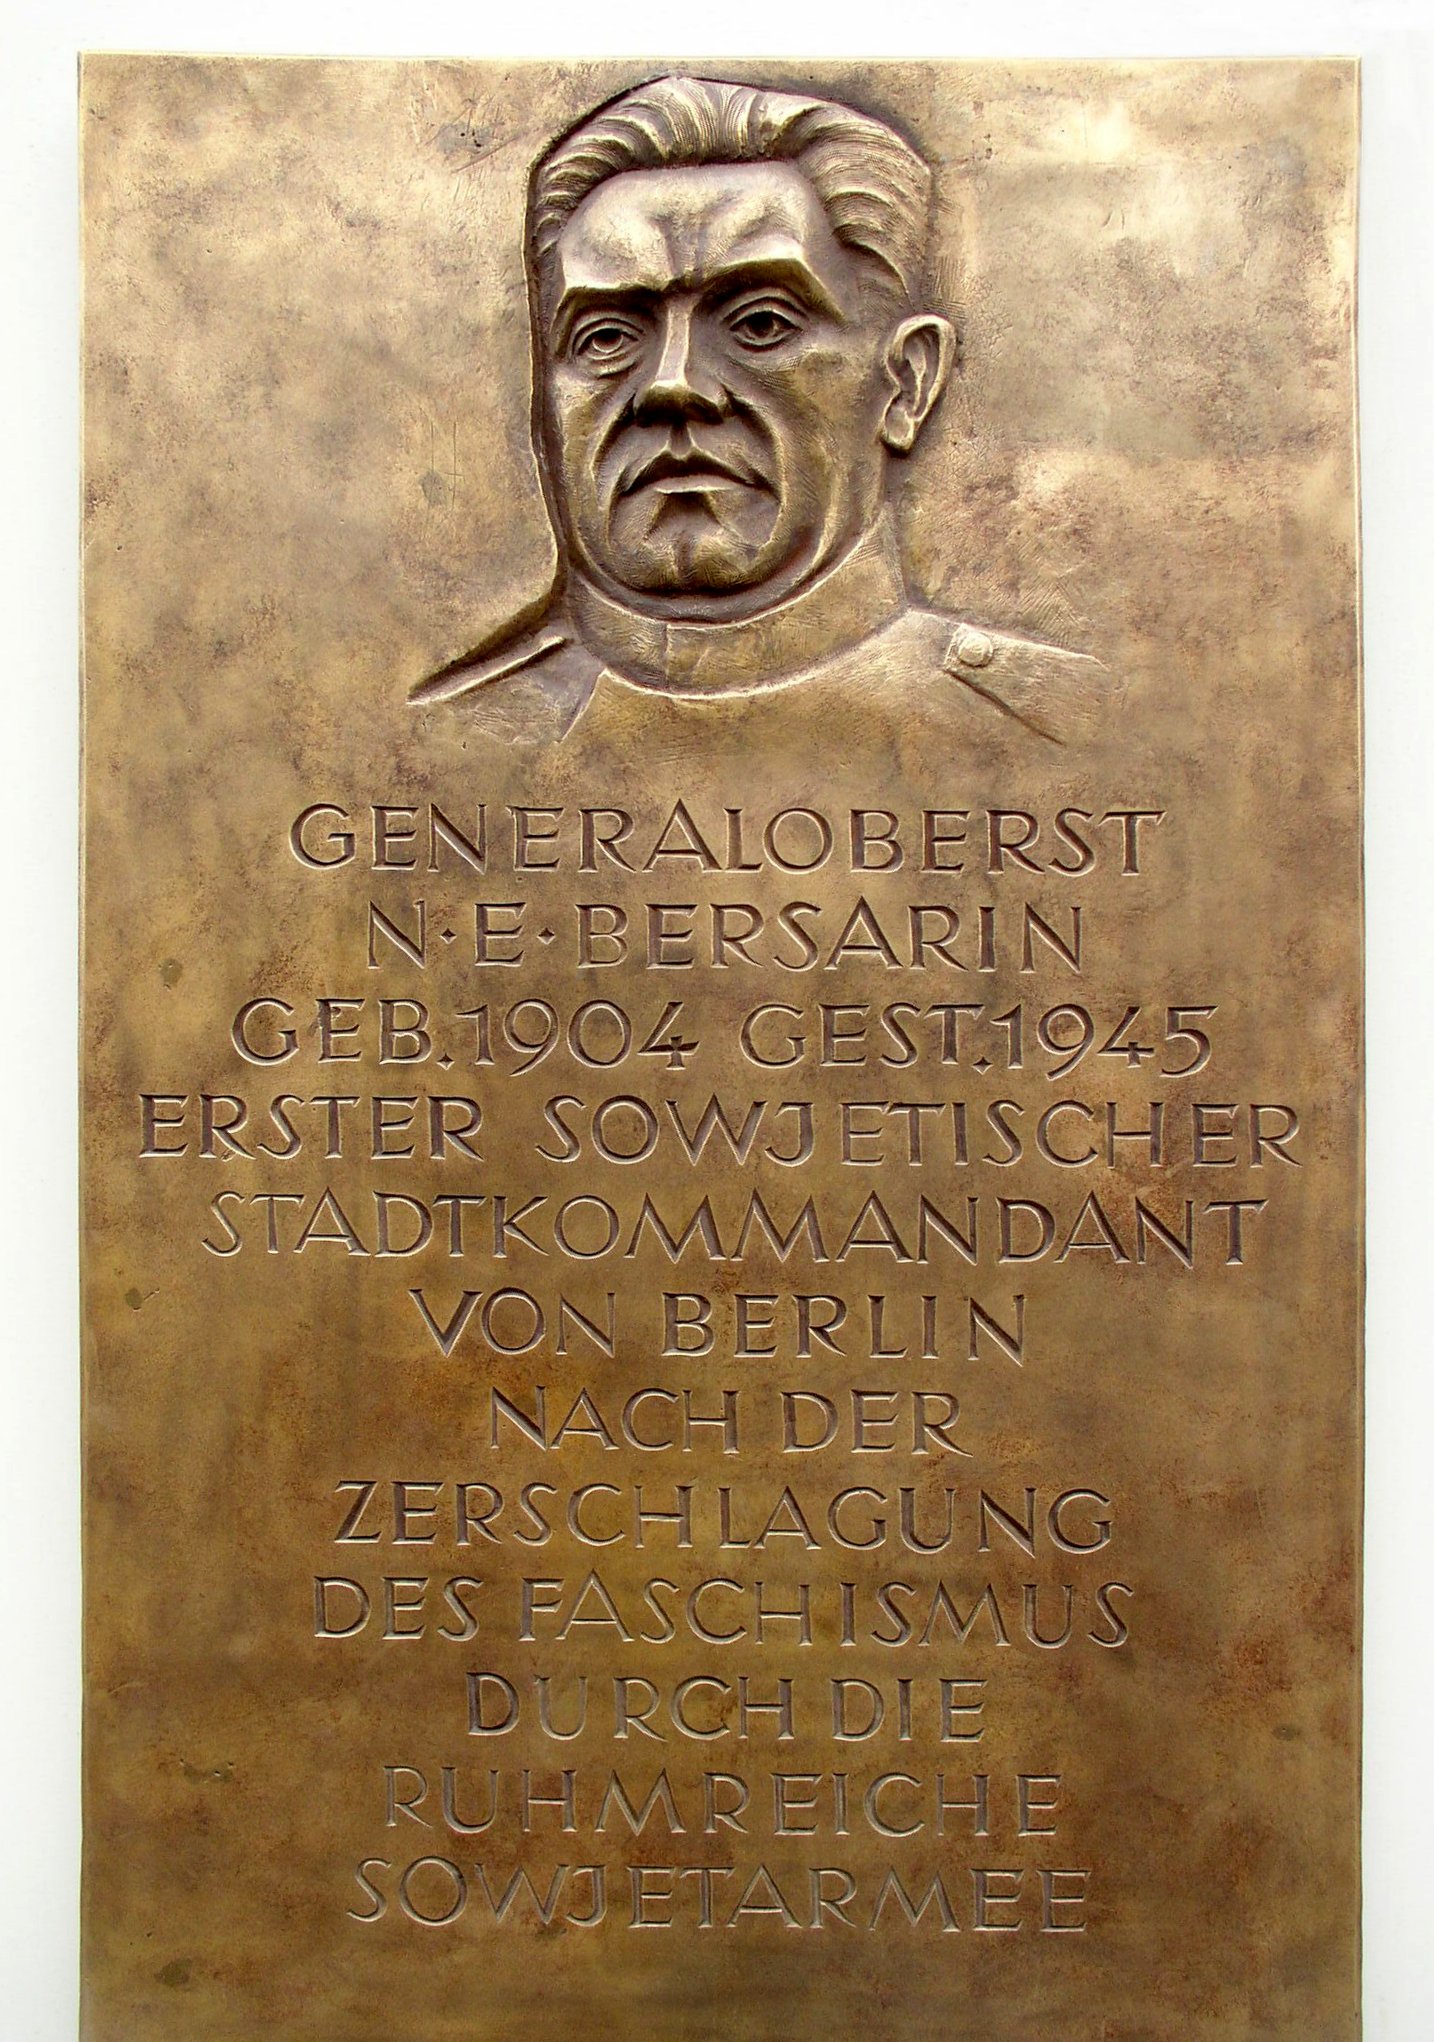 GENERALOBERST
N·E·BERSARIN
GEB.1904 GEST.1945
ERSTER SOWJETISCHER
STADTKOMMANDANT
VON BERLIN
NACH DER
ZERSCHLAGUNG
DES FASCHISMUS
DURCH DIE
RUHMREICHE
SOWJETARMEE